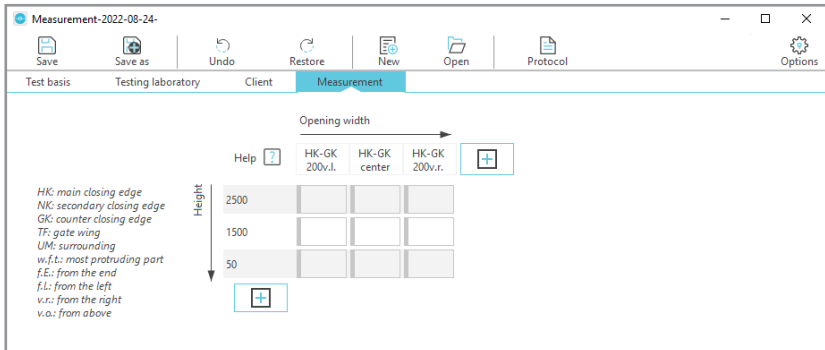 Measurement-2022-08-24-
Save
Save as
Undo
Restore
New
Open
Protocol
Options
Test basis
Testing laboratory
Client
Measurement
Opening width
Help ?
HK-GK
200v.l.
HK-GK
center
HK-GK
200v.r.
Height
2500
1500
50
HK: main closing edge
NK: secondary closing edge
GK: counter closing edge
TF: gate wing
UM: surrounding
w.f.t.: most protruding part
f.E.: from the end
f.l.: from the left
v.r.: from the right
v.o.: from above